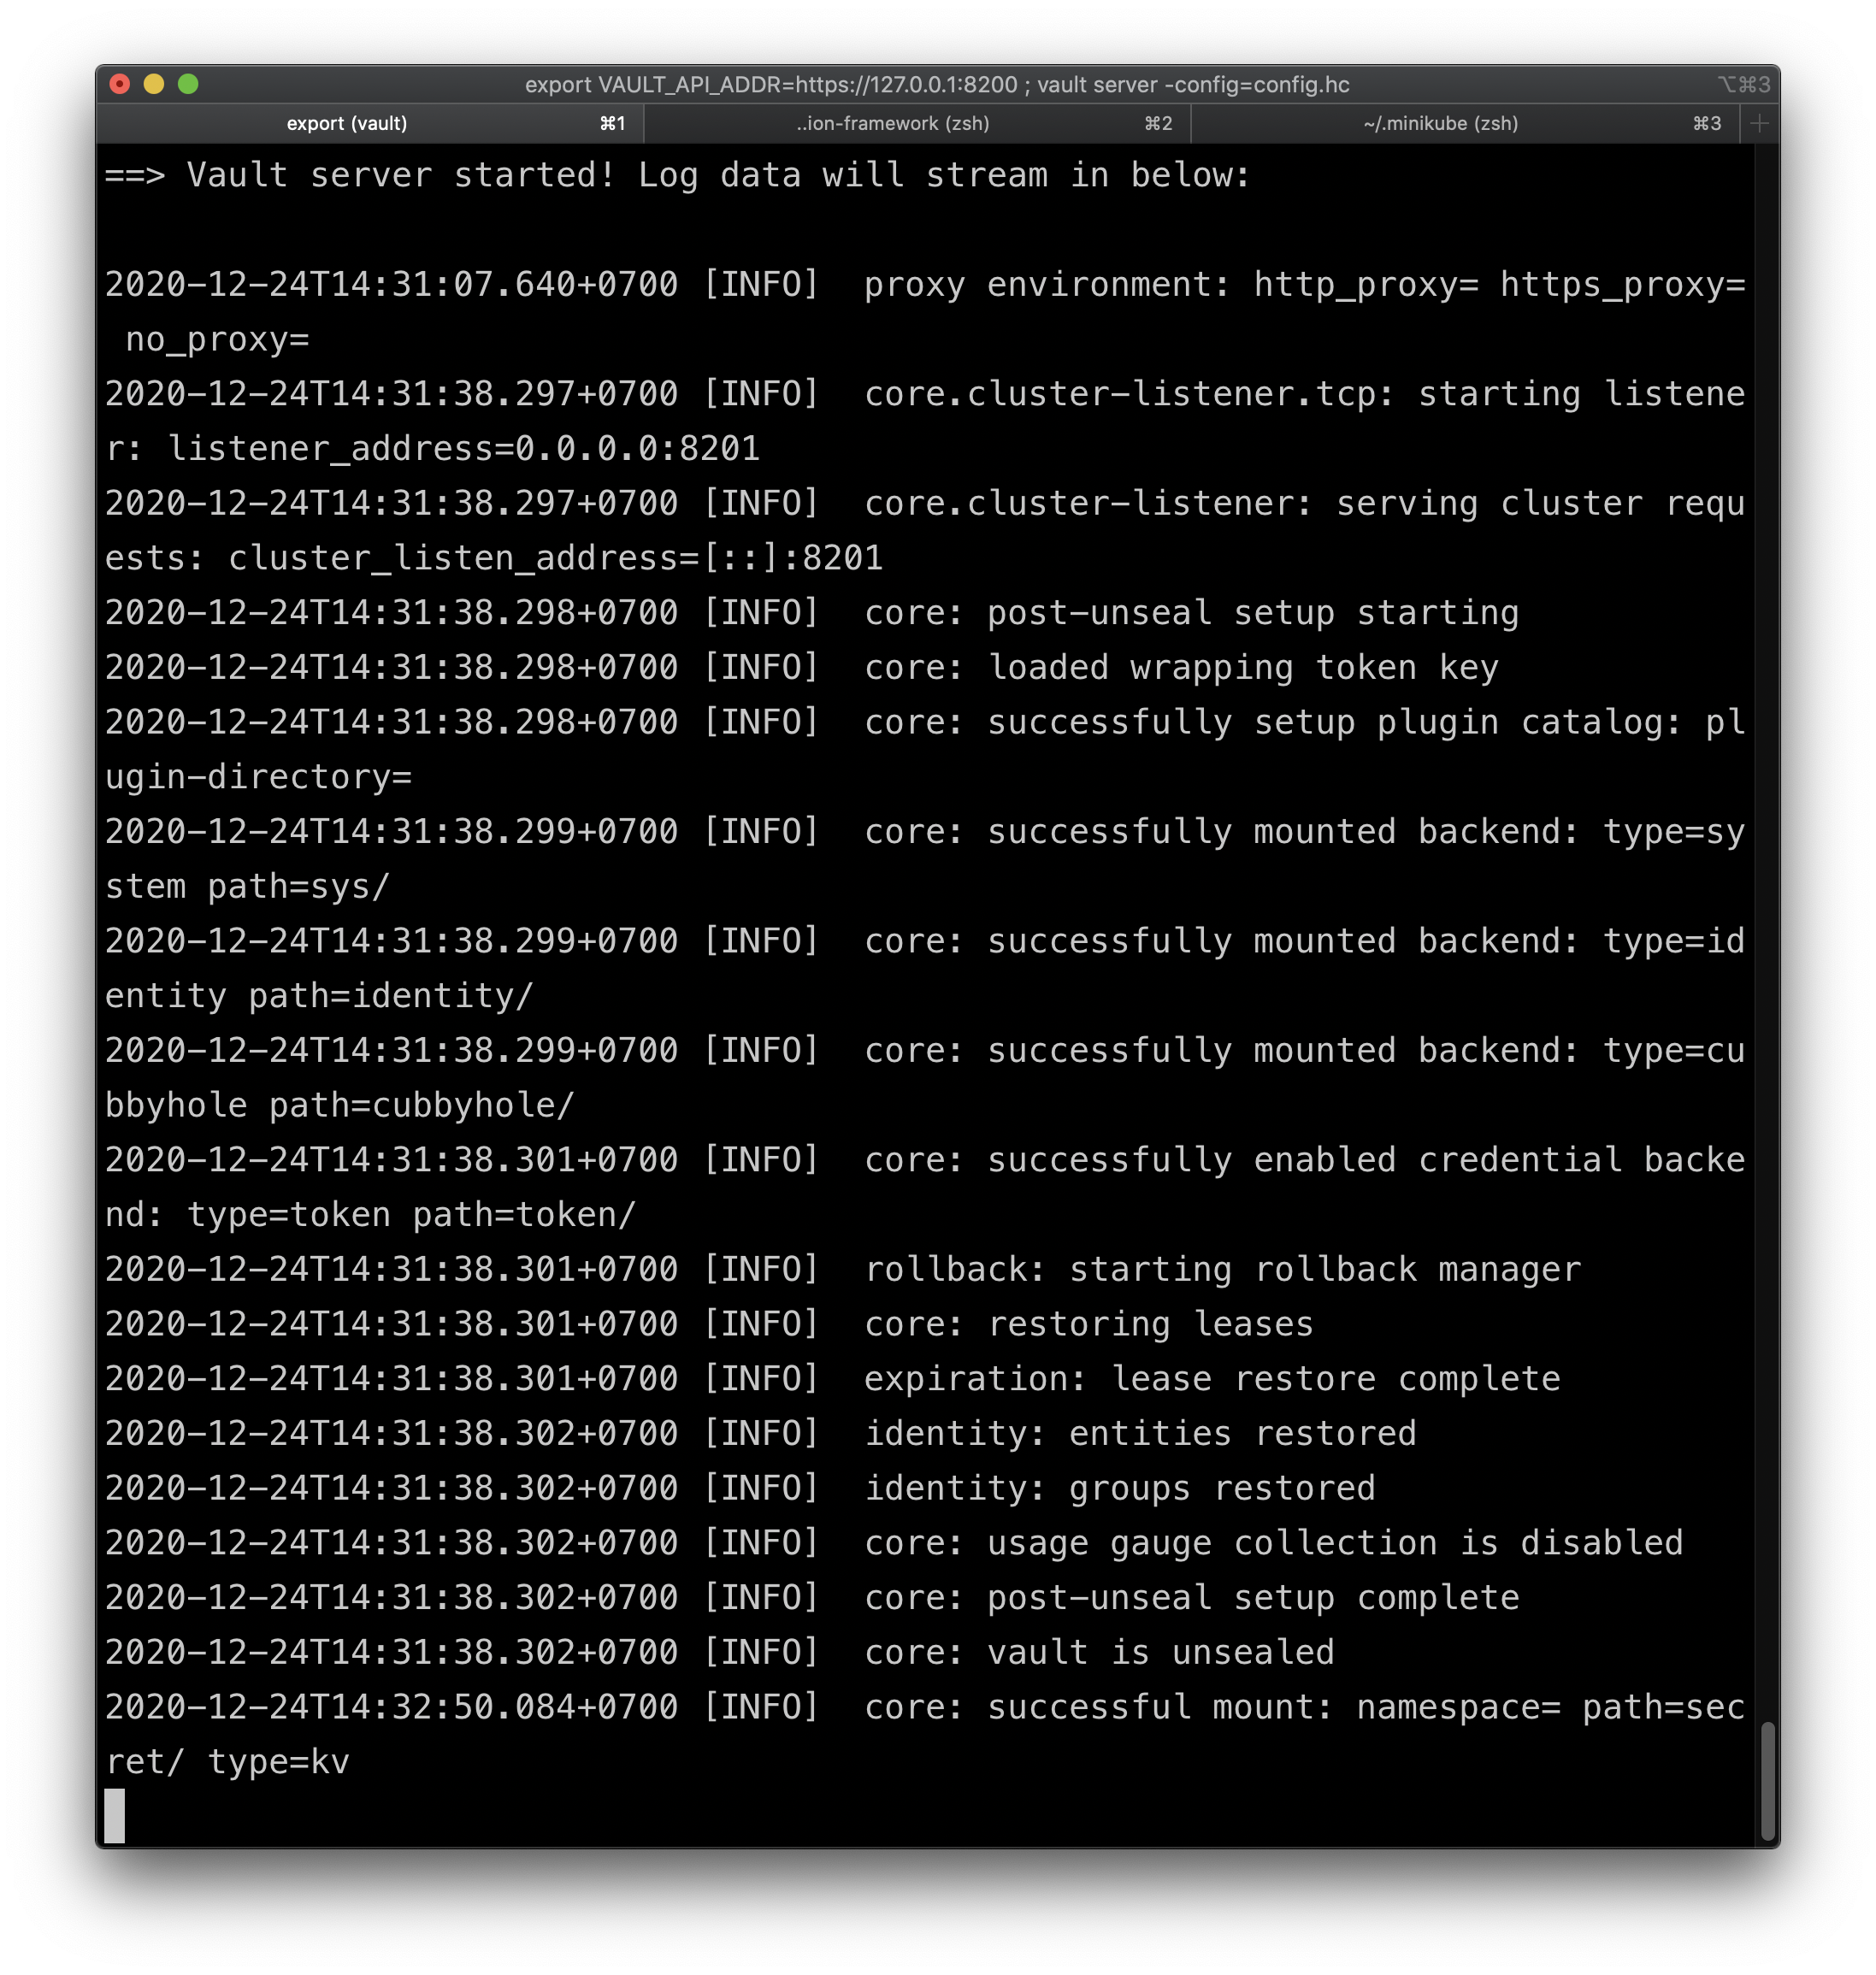 export VAULT_API_ADDR=https://127.0.0.1:8200 ; vault server -config=config.hc ⌥⌘3
export (vault) ⌘1 ..ion-framework (zsh) ⌘2 ~/.minikube (zsh) ⌘3 +
==> Vault server started! Log data will stream in below:
2020-12-24T14:31:07.640+0700 [INFO]  proxy environment: http_proxy= https_proxy=
 no_proxy=
2020-12-24T14:31:38.297+0700 [INFO]  core.cluster-listener.tcp: starting listene
r: listener_address=0.0.0.0:8201
2020-12-24T14:31:38.297+0700 [INFO]  core.cluster-listener: serving cluster requ
ests: cluster_listen_address=[::]:8201
2020-12-24T14:31:38.298+0700 [INFO]  core: post-unseal setup starting
2020-12-24T14:31:38.298+0700 [INFO]  core: loaded wrapping token key
2020-12-24T14:31:38.298+0700 [INFO]  core: successfully setup plugin catalog: pl
ugin-directory=
2020-12-24T14:31:38.299+0700 [INFO]  core: successfully mounted backend: type=sy
stem path=sys/
2020-12-24T14:31:38.299+0700 [INFO]  core: successfully mounted backend: type=id
entity path=identity/
2020-12-24T14:31:38.299+0700 [INFO]  core: successfully mounted backend: type=cu
bbyhole path=cubbyhole/
2020-12-24T14:31:38.301+0700 [INFO]  core: successfully enabled credential backe
nd: type=token path=token/
2020-12-24T14:31:38.301+0700 [INFO]  rollback: starting rollback manager
2020-12-24T14:31:38.301+0700 [INFO]  core: restoring leases
2020-12-24T14:31:38.301+0700 [INFO]  expiration: lease restore complete
2020-12-24T14:31:38.302+0700 [INFO]  identity: entities restored
2020-12-24T14:31:38.302+0700 [INFO]  identity: groups restored
2020-12-24T14:31:38.302+0700 [INFO]  core: usage gauge collection is disabled
2020-12-24T14:31:38.302+0700 [INFO]  core: post-unseal setup complete
2020-12-24T14:31:38.302+0700 [INFO]  core: vault is unsealed
2020-12-24T14:32:50.084+0700 [INFO]  core: successful mount: namespace= path=sec
ret/ type=kv